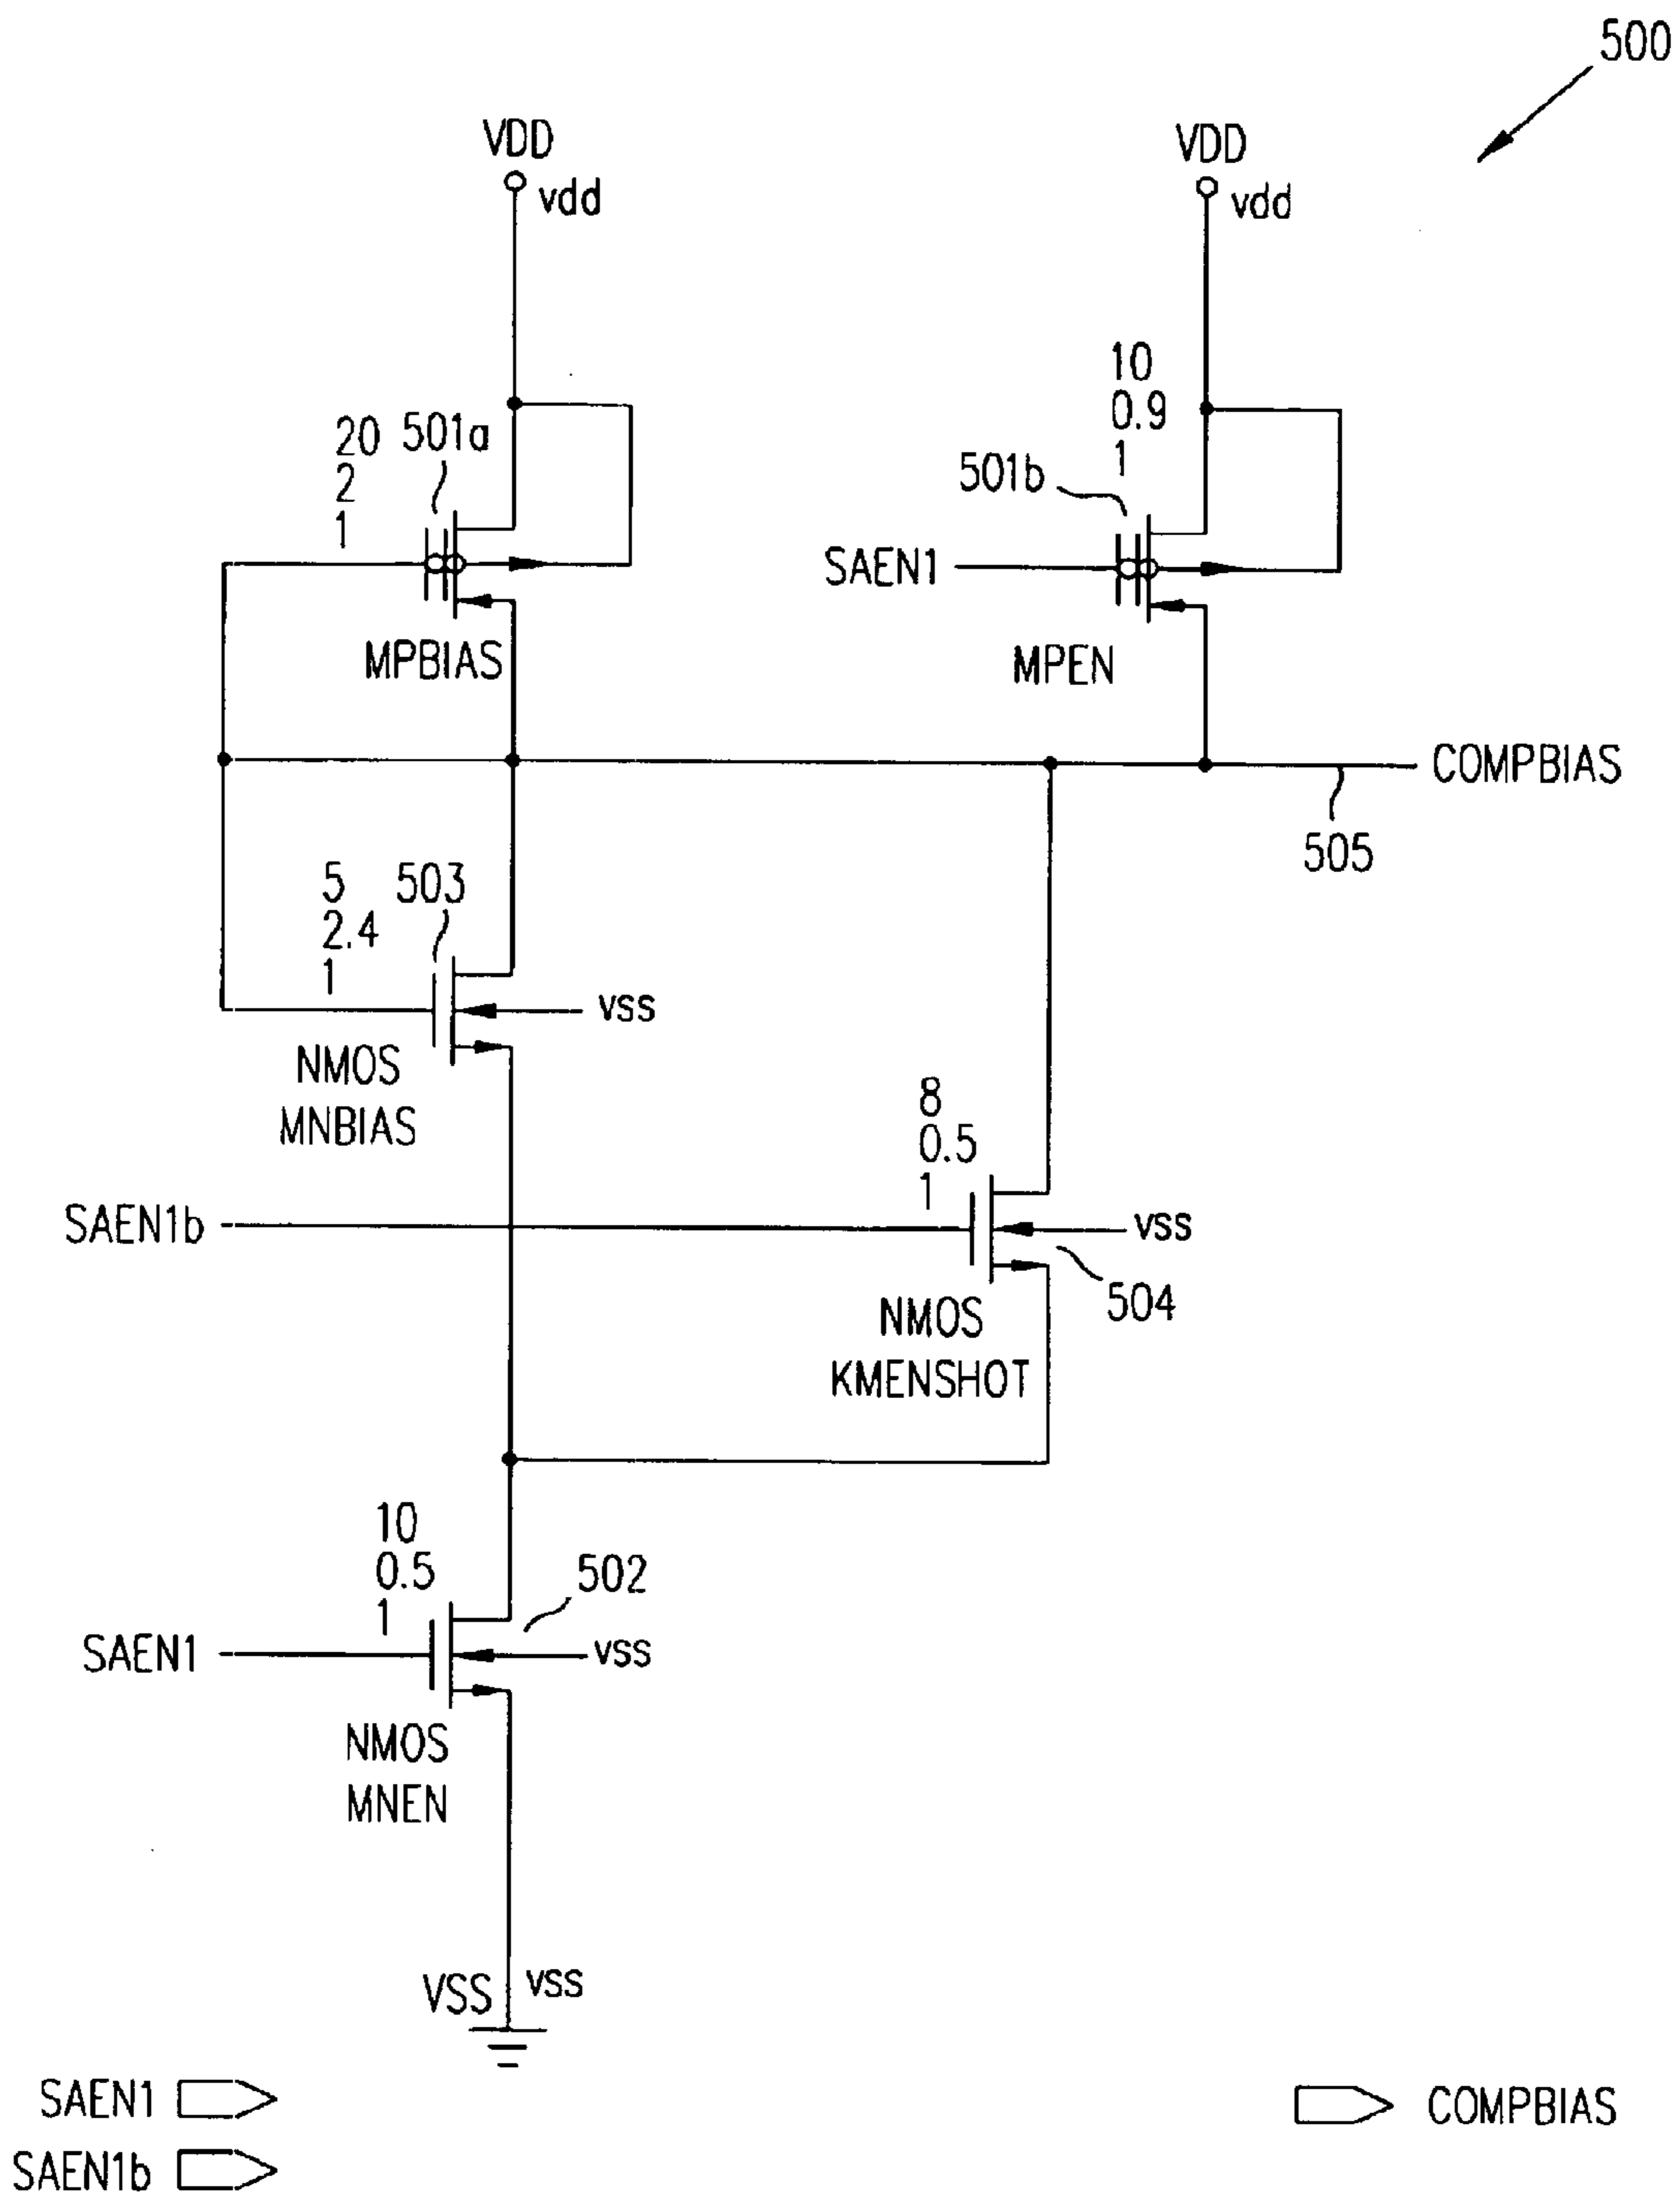 500
VDD
vdd
VDD
vdd
20
2
1
501a
10
0.9
1
501b
SAEN1
MPBIAS
MPEN
COMPBIAS
505
5
2.4
1
503
vss
NMOS
MNBIAS
8
0.5
1
SAEN1b
vss
504
NMOS
KMENSHOT
10
0.5
1
502
SAEN1
vss
NMOS
MNEN
VSS vss
SAEN1
COMPBIAS
SAEN1b